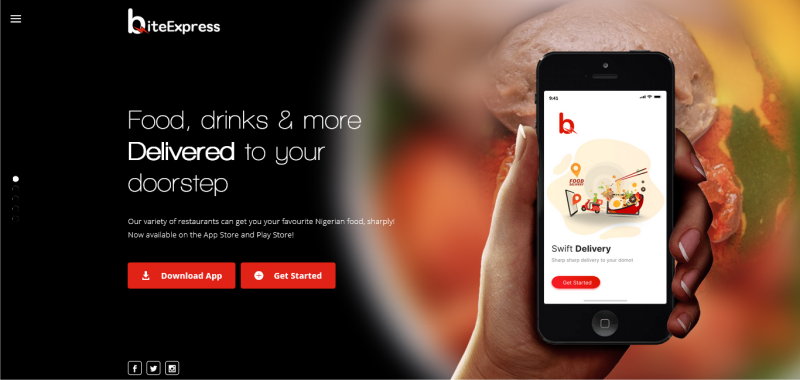 biteExpress
Food, drinks & more
Delivered to your
doorstep
Our variety of restaurants can get you your favourite Nigerian food, sharply!
Now available on the App Store and Play Store!
Download App
Get Started
9:41
b
FOOD
DELIVERY
Swift Delivery
Sharp sharp delivery to your domot
Get Started